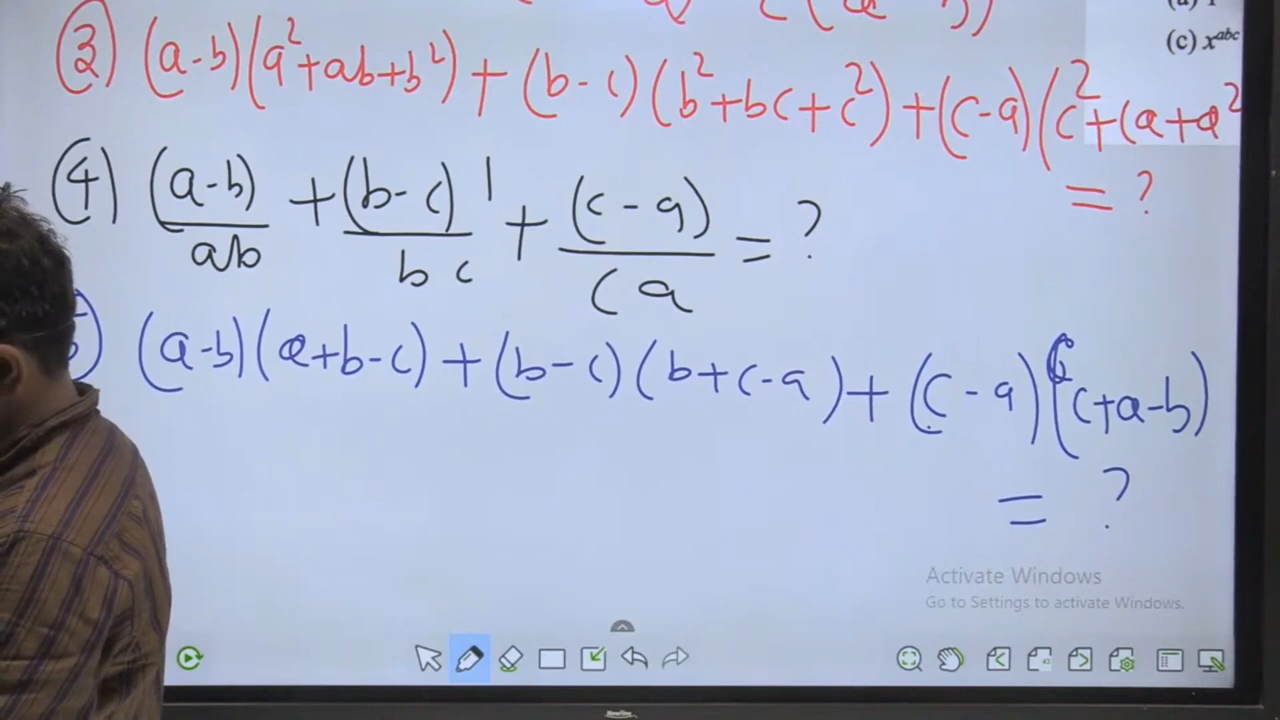 (c) x^abc
(3) (a-b)(a²+ab+b²) + (b-c)(b²+bc+c²) + (c-a)(c²+ca+a²
= ?
(4) (a-b)/ab + (b-c)/bc + (c-a)/ca = ?
(a-b)(a+b-c) + (b-c)(b+c-a) + (c-a)(c+a-b)
= ?
Activate Windows
Go to Settings to activate Windows.